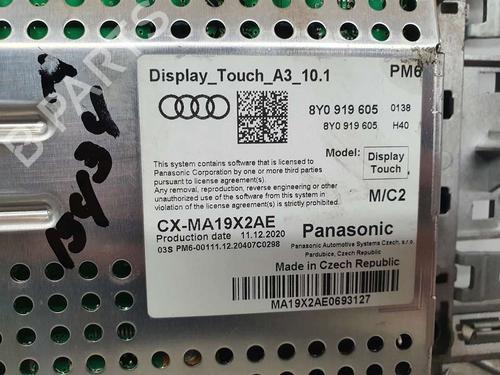 Display_Touch_A3_10.1
PM6
8Y0 919 605 0138
8Y0 919 605 H40
This system contains software that is licensed to
Panasonic Corporation by one or more third parties
pursuant to license agreement(s).
Any removal, reproduction, reverse engineering or other
unauthorized use of the software from this system in
violation of the license agreement(s) is strictly prohibited.
Model:
Display
Touch
M/C2
CX-MA19X2AE
Production date 11.12.2020
03S PM6-00111.12.20407C0298
Panasonic
Panasonic Automotive Systems Czech, s.r.o.
Pardubice, Czech Republic
Made in Czech Republic
MA19X2AE0693127